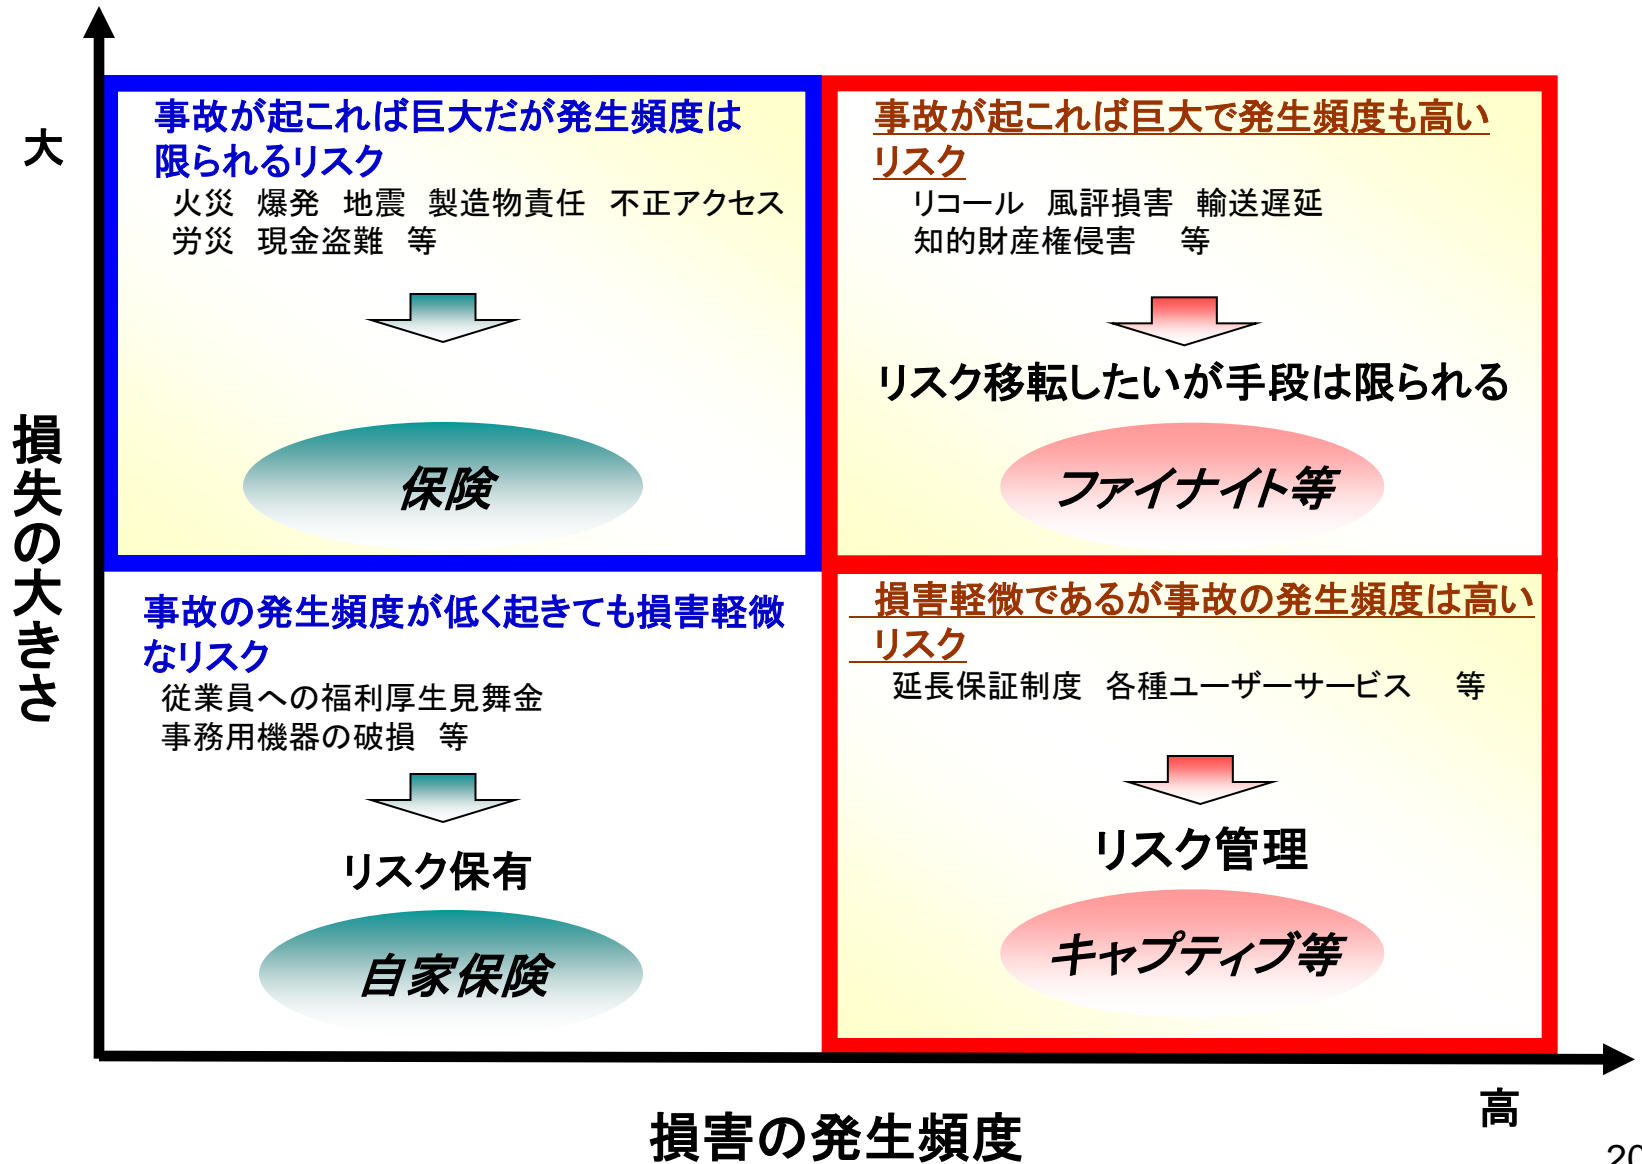 大
損失の大きさ
事故が起これば巨大だが発生頻度は
限られるリスク
火災 爆発 地震 製造物責任 不正アクセス
労災 現金盗難 等
保険
事故が起これば巨大で発生頻度も高い
リスク
リコール 風評損害 輸送遅延
知的財産権侵害 等
リスク移転したいが手段は限られる
ファイナイト等
事故の発生頻度が低く起きても損害軽微
なリスク
従業員への福利厚生見舞金
事務用機器の破損 等
リスク保有
自家保険
損害軽微であるが事故の発生頻度は高い
リスク
延長保証制度 各種ユーザーサービス 等
リスク管理
キャプティブ等
高
損害の発生頻度
20